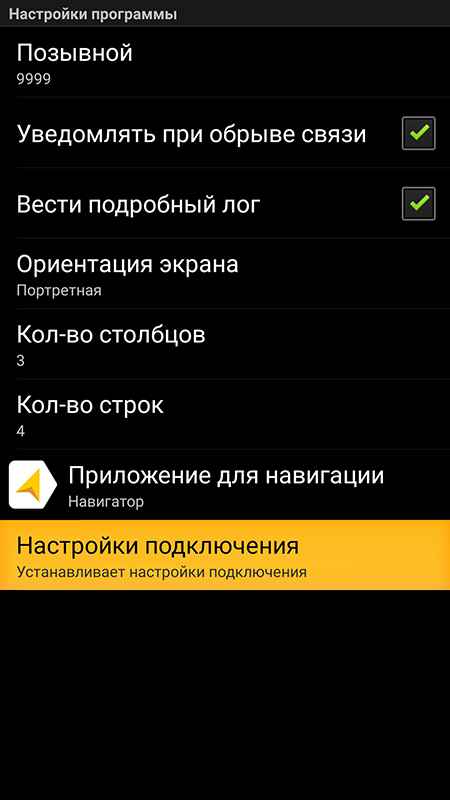 Настройки программы
Позывной
9999
Уведомлять при обрыве связи
Вести подробный лог
Ориентация экрана
Портретная
Кол-во столбцов
3
Кол-во строк
4
Приложение для навигации
Навигатор
Настройки подключения
Устанавливает настройки подключения